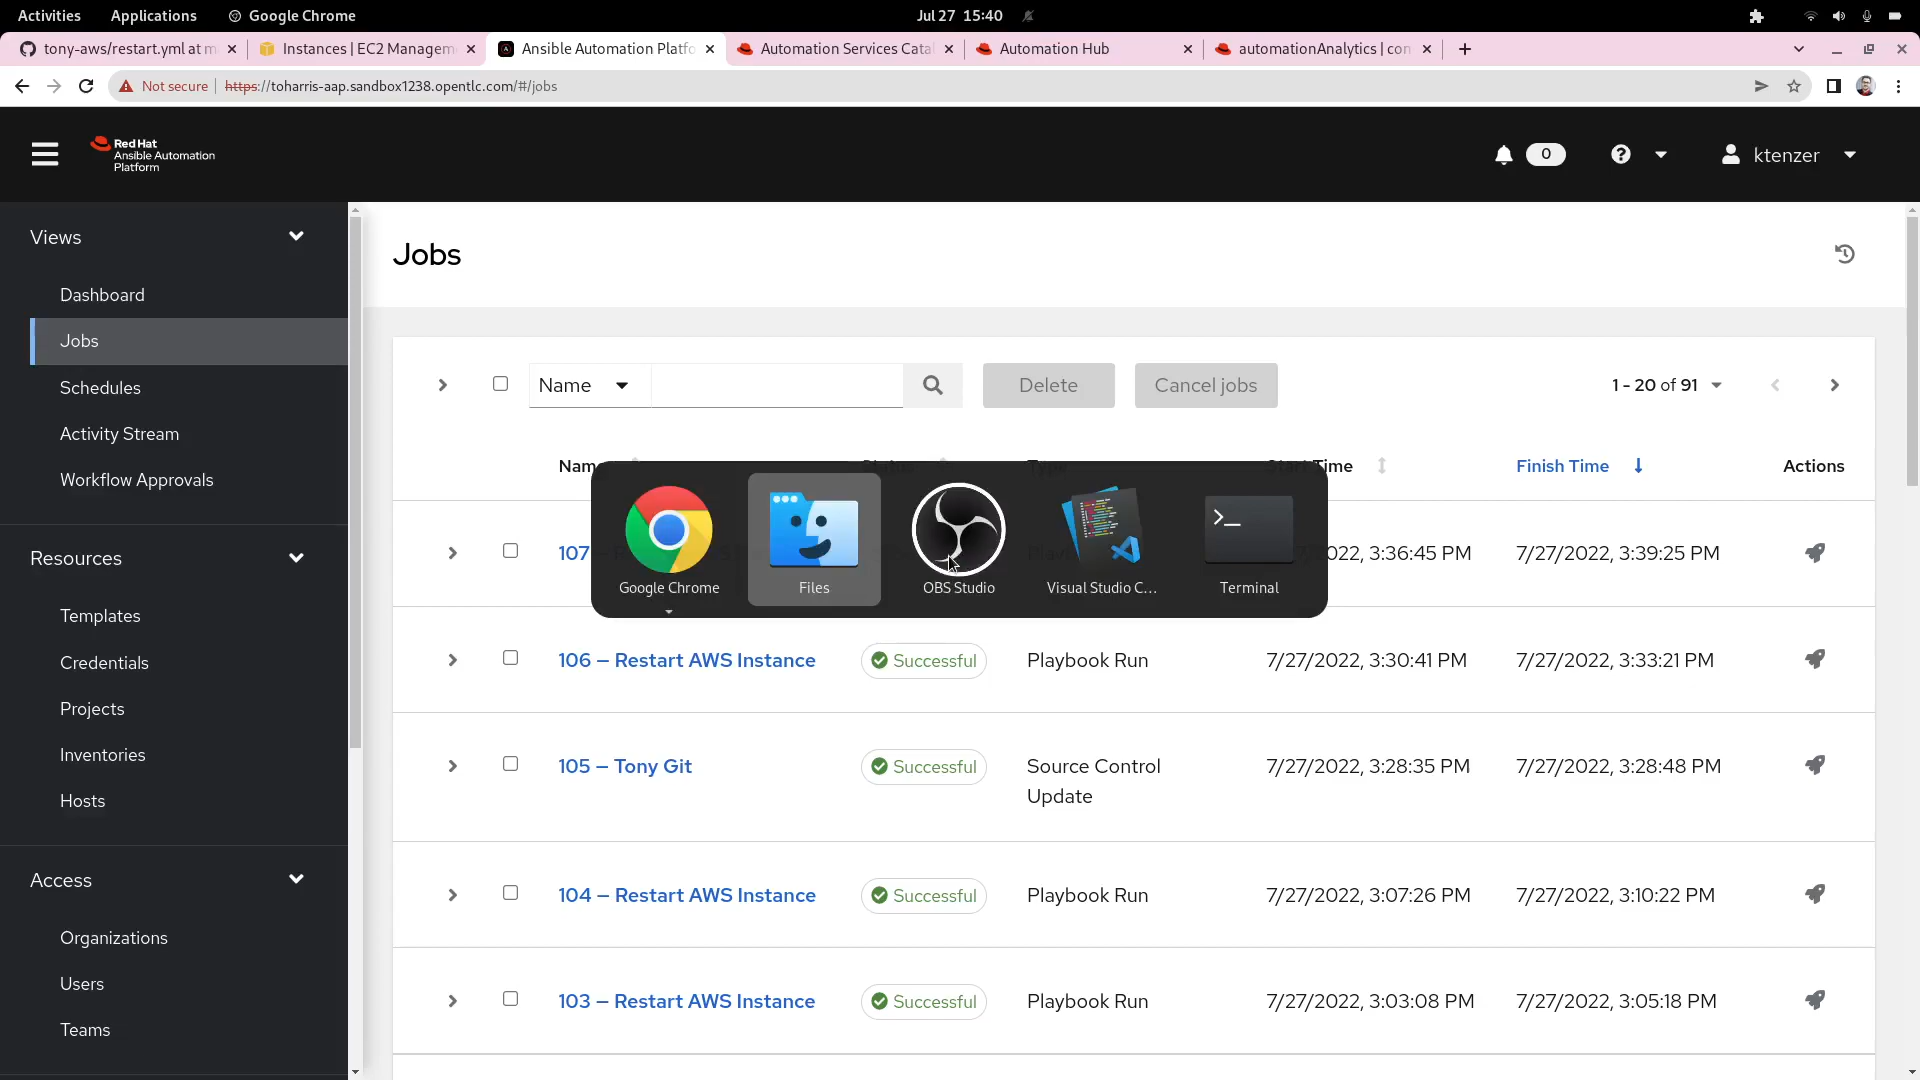 Activities Applications Google Chrome Jul 27 15:40
tony-aws/restart.yml at m Instances | EC2 Managem Ansible Automation Platfo Automation Services Catal Automation Hub automationAnalytics | con
Not secure https://toharris-aap.sandbox1238.opentlc.com/#/jobs
Red Hat
Ansible Automation
Platform
0 ktenzer
Views
Dashboard
Jobs
Schedules
Activity Stream
Workflow Approvals
Resources
Templates
Credentials
Projects
Inventories
Hosts
Access
Organizations
Users
Teams
Jobs
Name Delete Cancel jobs 1 - 20 of 91
Name Status Type Start Time Finish Time Actions
107 – 2022, 3:36:45 PM 7/27/2022, 3:39:25 PM
Google Chrome Files OBS Studio Visual Studio C... Terminal
106 – Restart AWS Instance Successful Playbook Run 7/27/2022, 3:30:41 PM 7/27/2022, 3:33:21 PM
105 – Tony Git Successful Source Control Update 7/27/2022, 3:28:35 PM 7/27/2022, 3:28:48 PM
104 – Restart AWS Instance Successful Playbook Run 7/27/2022, 3:07:26 PM 7/27/2022, 3:10:22 PM
103 – Restart AWS Instance Successful Playbook Run 7/27/2022, 3:03:08 PM 7/27/2022, 3:05:18 PM